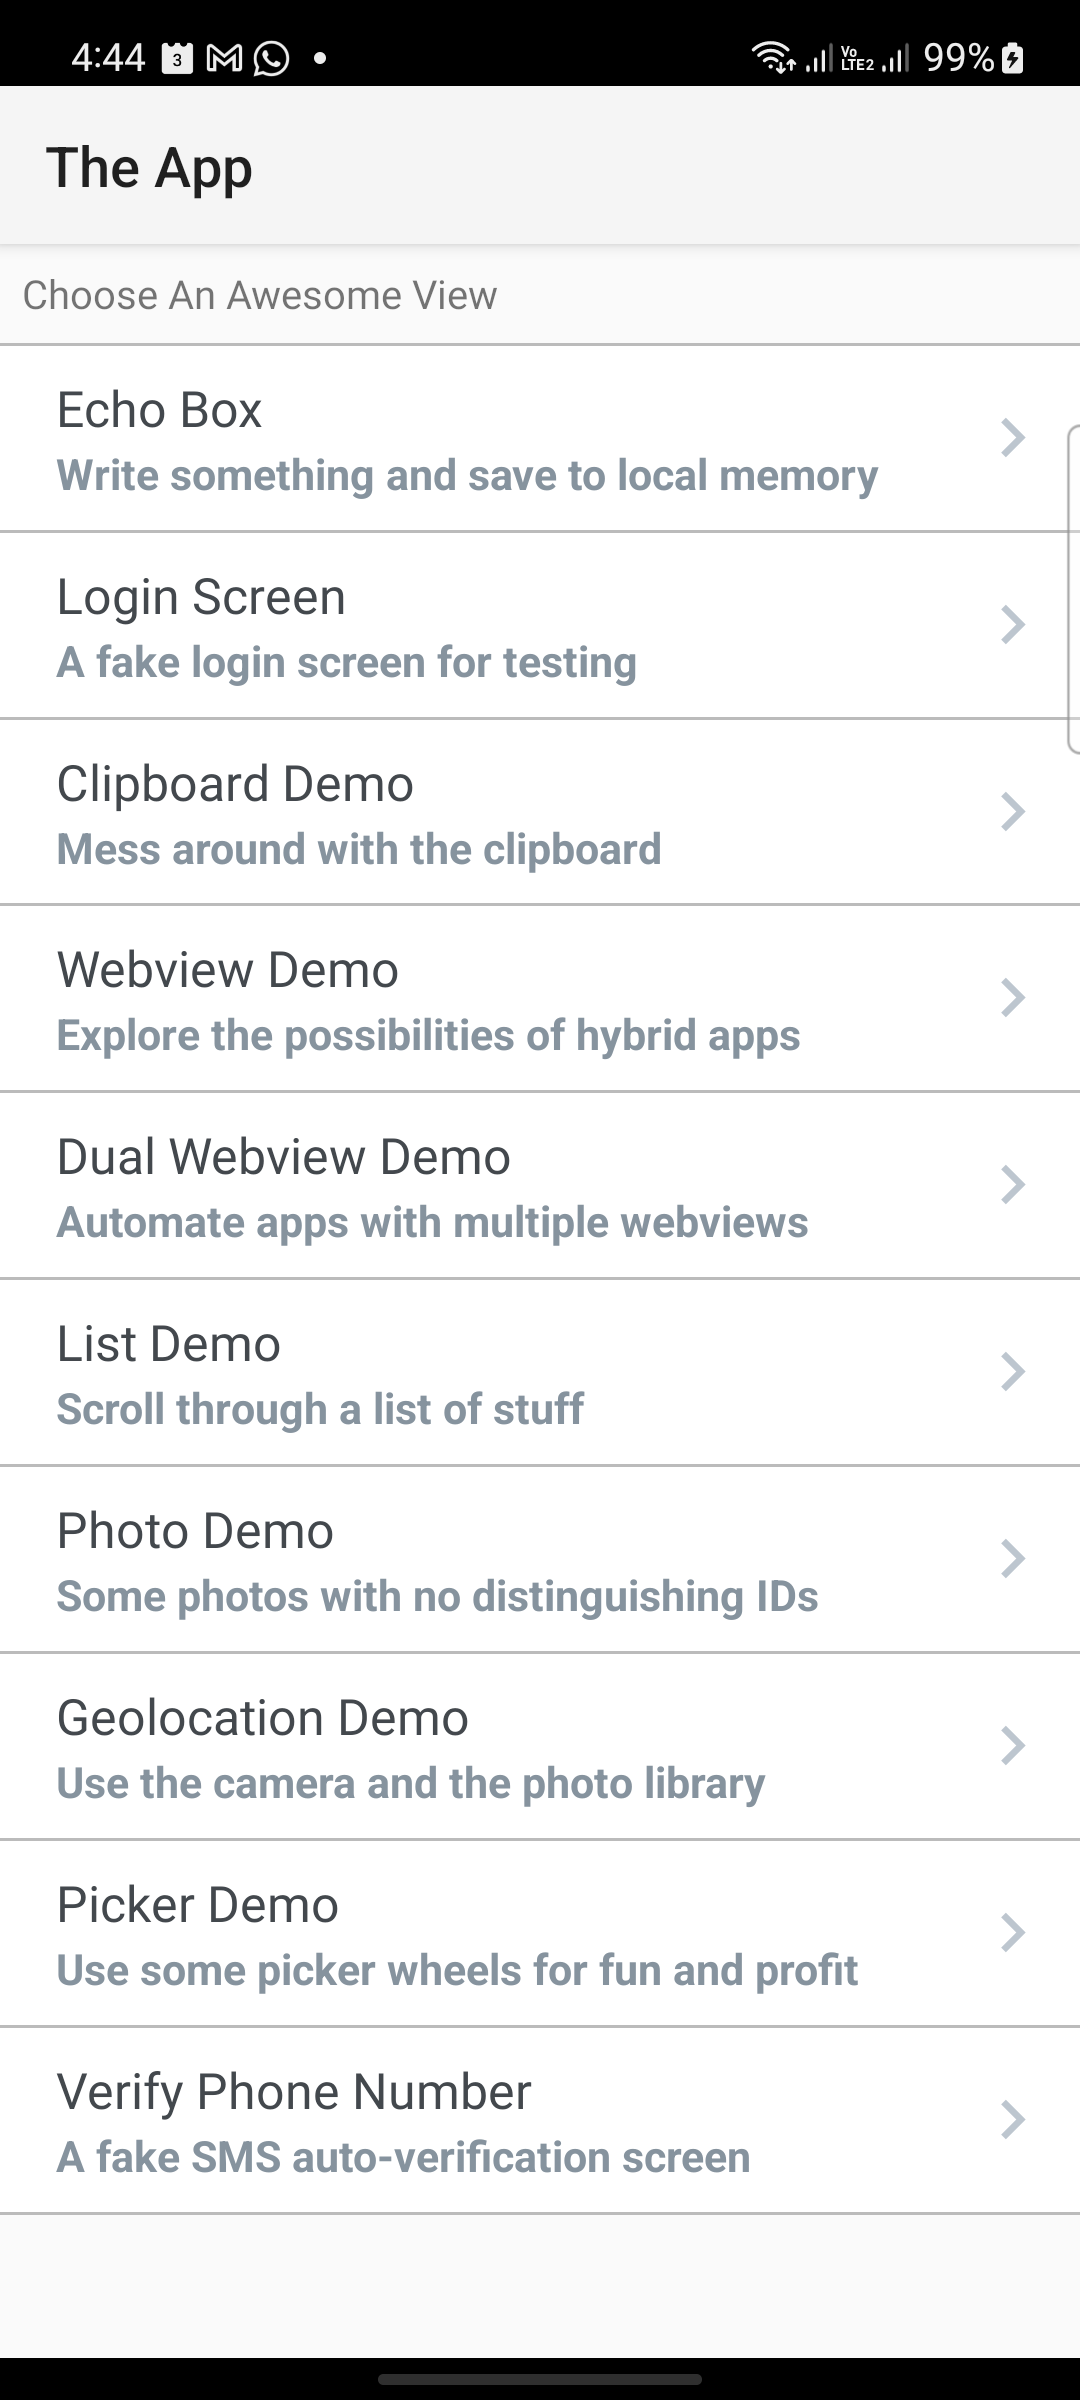 4:44 3 Vo LTE2 99%
The App
Choose An Awesome View
Echo Box
Write something and save to local memory
Login Screen
A fake login screen for testing
Clipboard Demo
Mess around with the clipboard
Webview Demo
Explore the possibilities of hybrid apps
Dual Webview Demo
Automate apps with multiple webviews
List Demo
Scroll through a list of stuff
Photo Demo
Some photos with no distinguishing IDs
Geolocation Demo
Use the camera and the photo library
Picker Demo
Use some picker wheels for fun and profit
Verify Phone Number
A fake SMS auto-verification screen